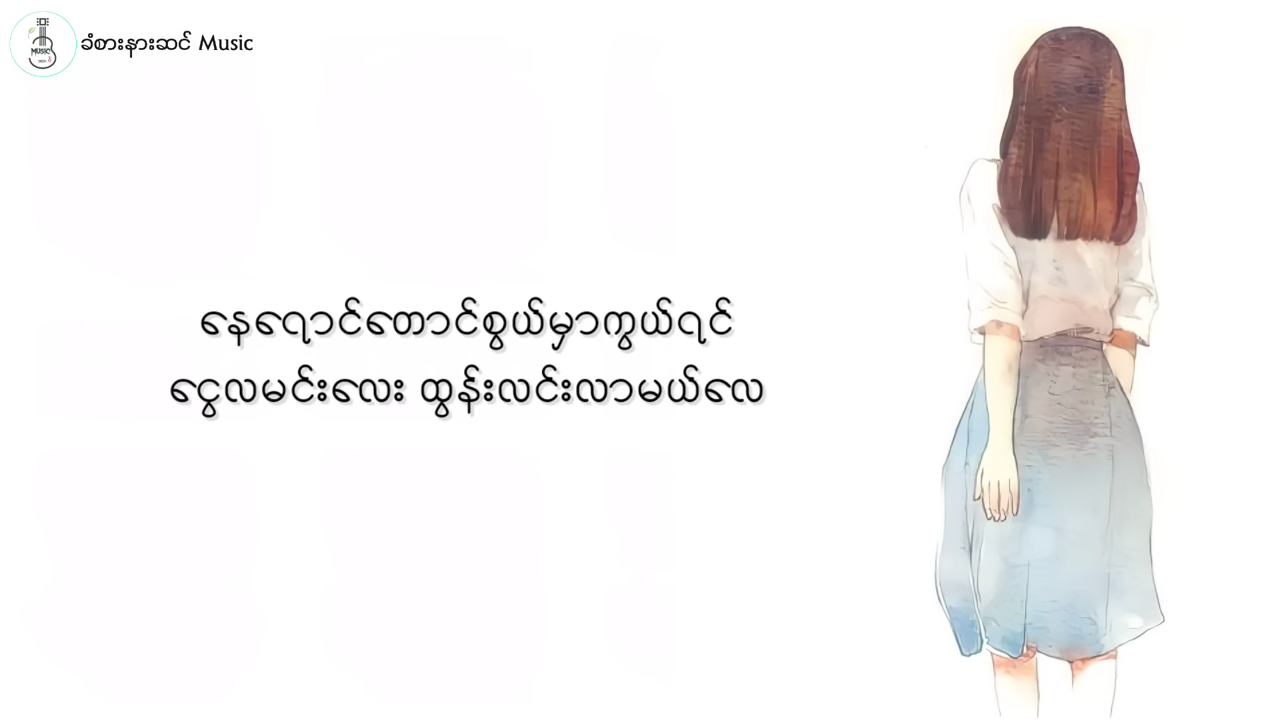 MUSIC
ခံစားနားဆင် Music
နေရောင်တောင်စွယ်မှာကွယ်ရင်
ငွေလမင်းလေး ထွန်းလင်းလာမယ်လေ